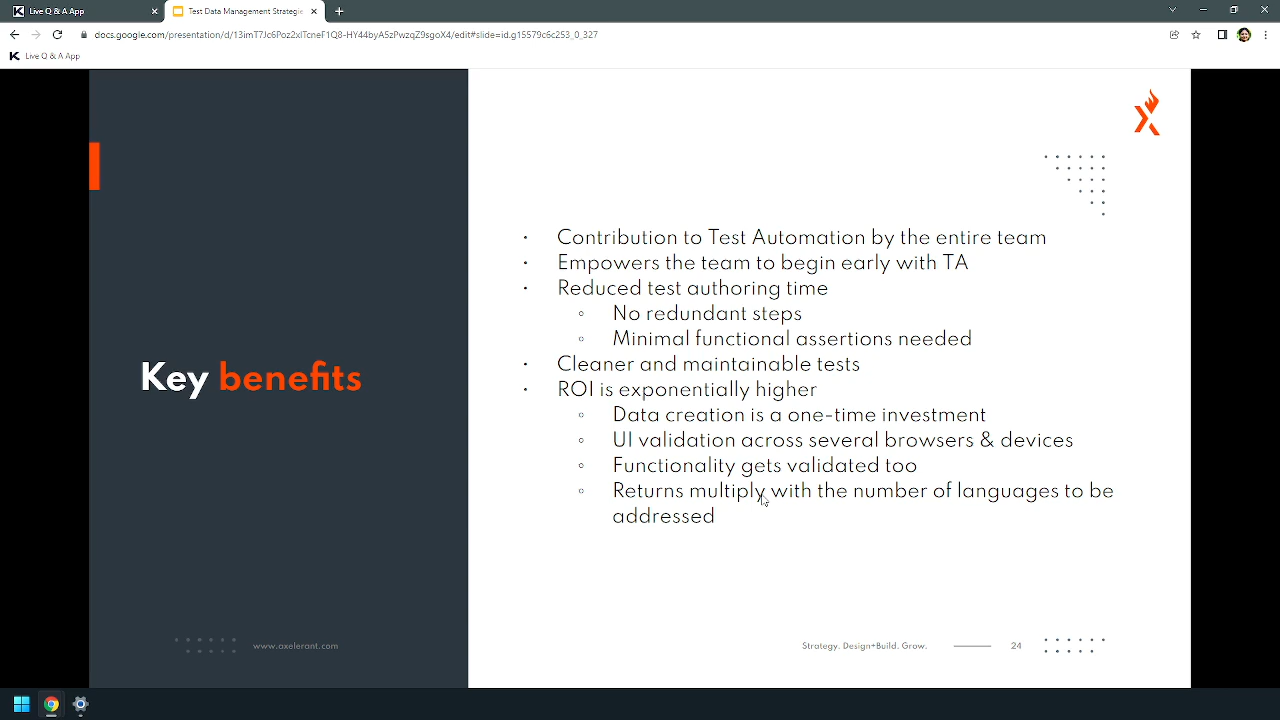 Live Q & A App
Test Data Management Strategie
docs.google.com/presentation/d/13imT7Jc6Poz2xlTcneF1Q8-HY44byA5zPwzqZ9sgoX4/edit#slide=id.g15579c6c253_0_327
Live Q & A App
Key benefits
• Contribution to Test Automation by the entire team
• Empowers the team to begin early with TA
• Reduced test authoring time
○ No redundant steps
○ Minimal functional assertions needed
• Cleaner and maintainable tests
• ROI is exponentially higher
○ Data creation is a one-time investment
○ UI validation across several browsers & devices
○ Functionality gets validated too
○ Returns multiply with the number of languages to be
addressed
www.axelerant.com
Strategy. Design+Build. Grow.
24